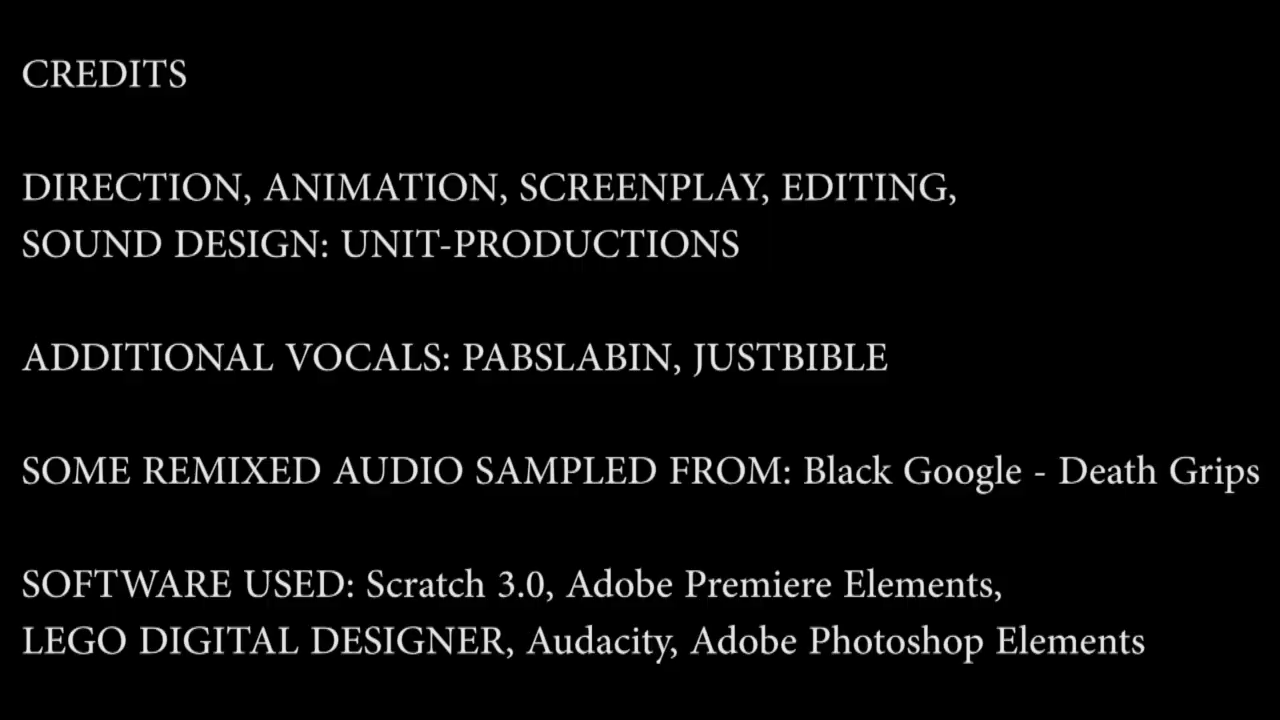 CREDITS
DIRECTION, ANIMATION, SCREENPLAY, EDITING,
SOUND DESIGN: UNIT-PRODUCTIONS
ADDITIONAL VOCALS: PABSLABIN, JUSTBIBLE
SOME REMIXED AUDIO SAMPLED FROM: Black Google - Death Grips
SOFTWARE USED: Scratch 3.0, Adobe Premiere Elements,
LEGO DIGITAL DESIGNER, Audacity, Adobe Photoshop Elements